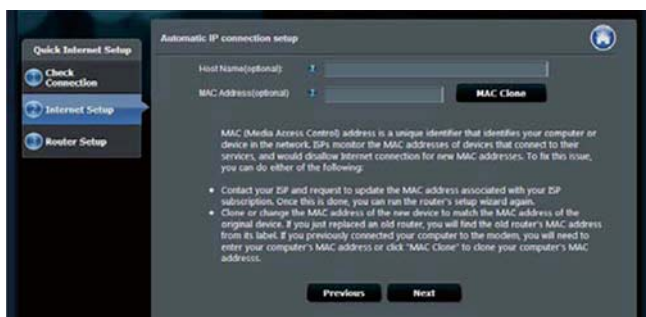 Quick Internet Setup
Check
Connection
Internet Setup
Router Setup
Automatic IP connection setup
Host Name(optional):
MAC Address(optional)
MAC Clone
MAC (Media Access Control) address is a unique identifier that identifies your computer or
device in the network. ISPs monitor the MAC addresses of devices that connect to their
services, and would disallow Internet connection for new MAC addresses. To fix this issue,
you can do either of the following:
• Contact your ISP and request to update the MAC address associated with your ISP
subscription. Once this is done, you can run the router's setup wizard again.
• Clone or change the MAC address of the new device to match the MAC address of the
original device. If you just replaced an old router, you will find the old router's MAC address
from its label. If you previously connected your computer to the modem, you will need to
enter your computer's MAC address or click "MAC Clone" to clone your computer's MAC
addresss.
Previous
Next